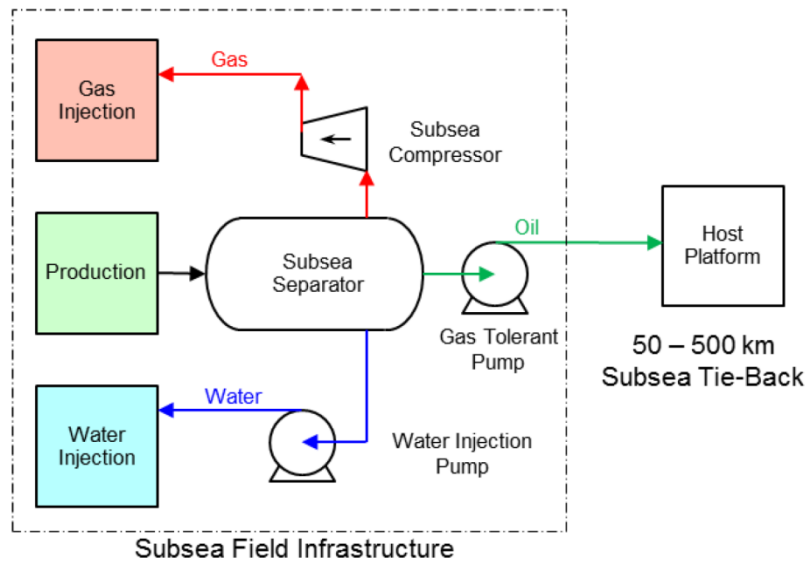 Gas
Injection
Gas
Subsea
Compressor
Production
Subsea
Separator
Oil
Host
Platform
Gas Tolerant
Pump
50 – 500 km
Subsea Tie-Back
Water
Injection
Water
Water Injection
Pump
Subsea Field Infrastructure